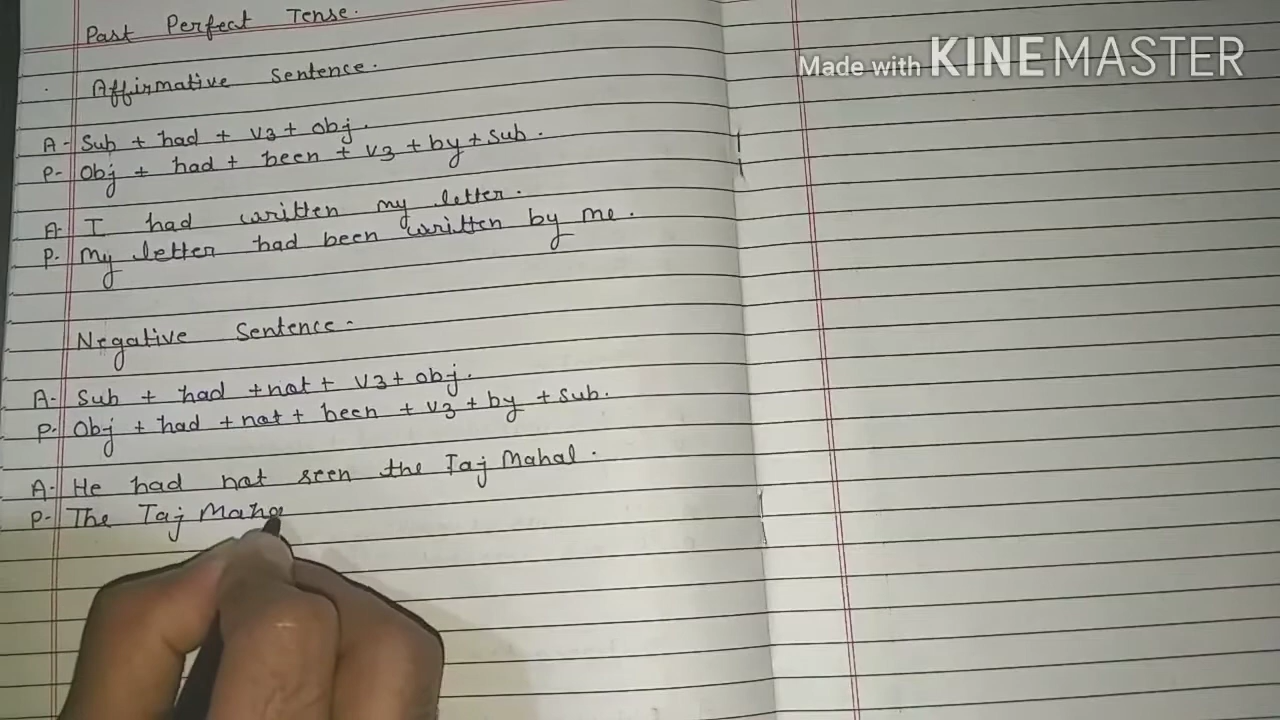 Past Perfect Tense.
Made with KINEMASTER
Affirmative Sentence.
A- Sub + had + V3 + obj.
P- Obj + had + been + V3 + by + sub.
A- I had written my letter.
P. My letter had been written by me.
Negative Sentence-
A- Sub + had + not + V3 + obj.
P. Obj + had + not + been + V3 + by + sub.
A- He had not seen the Taj Mahal.
P- The Taj Maha